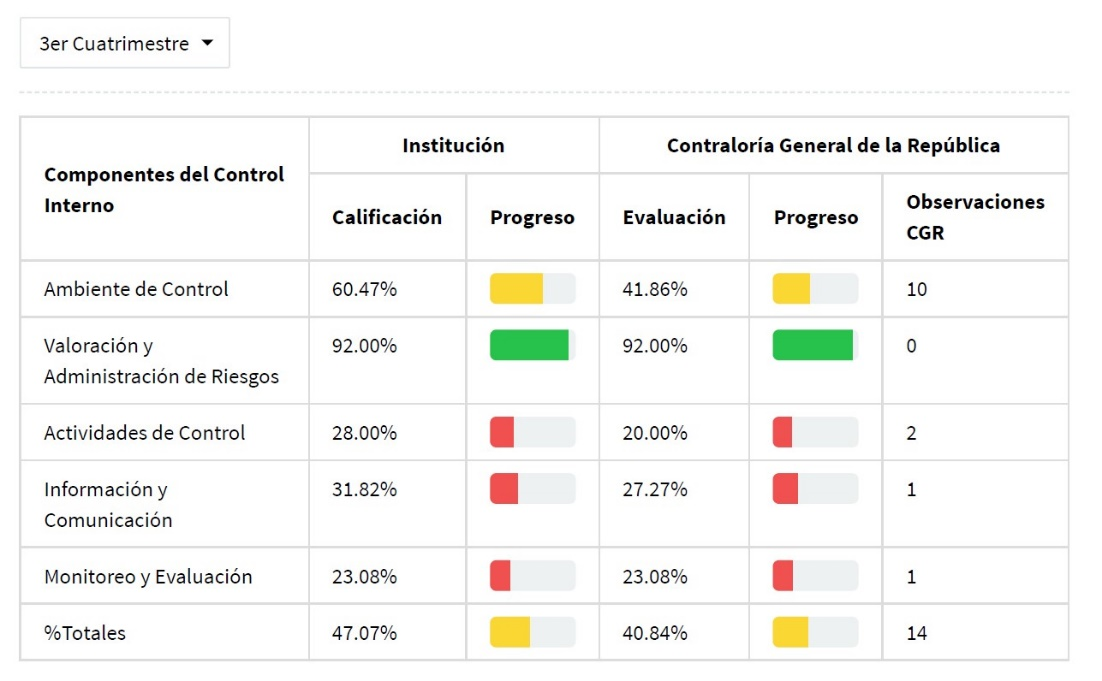 3er Cuatrimestre
Institución
Contraloría General de la República
Componentes del Control
Interno
Calificación
Progreso
Evaluación
Progreso
Observaciones
CGR
Ambiente de Control
60.47%
41.86%
10
Valoración y
Administración de Riesgos
92.00%
92.00%
0
Actividades de Control
28.00%
20.00%
2
Información y
Comunicación
31.82%
27.27%
1
Monitoreo y Evaluación
23.08%
23.08%
1
%Totales
47.07%
40.84%
14